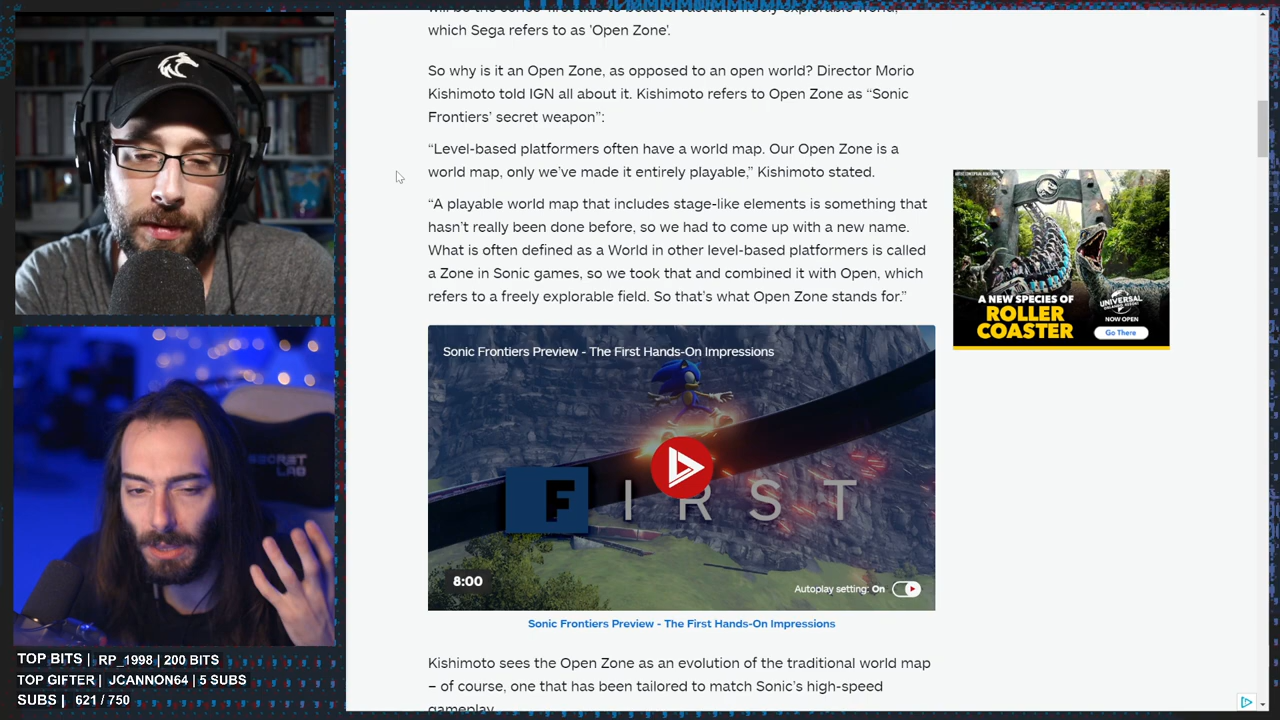 which Sega refers to as 'Open Zone'.
So why is it an Open Zone, as opposed to an open world? Director Morio
Kishimoto told IGN all about it. Kishimoto refers to Open Zone as “Sonic
Frontiers’ secret weapon”:
“Level-based platformers often have a world map. Our Open Zone is a
world map, only we’ve made it entirely playable,” Kishimoto stated.
“A playable world map that includes stage-like elements is something that
hasn’t really been done before, so we had to come up with a new name.
What is often defined as a World in other level-based platformers is called
a Zone in Sonic games, so we took that and combined it with Open, which
refers to a freely explorable field. So that’s what Open Zone stands for.”
Sonic Frontiers Preview - The First Hands-On Impressions
FIRST
8:00
Autoplay setting: On
Sonic Frontiers Preview - The First Hands-On Impressions
Kishimoto sees the Open Zone as an evolution of the traditional world map
– of course, one that has been tailored to match Sonic’s high-speed
gameplay
A NEW SPECIES OF
ROLLER
COASTER
UNIVERSAL
NOW OPEN
Go There
SECRET
LAB
TOP BITS | RP_1998 | 200 BITS
TOP GIFTER | JCANNON64 | 5 SUBS
SUBS | 621 / 750